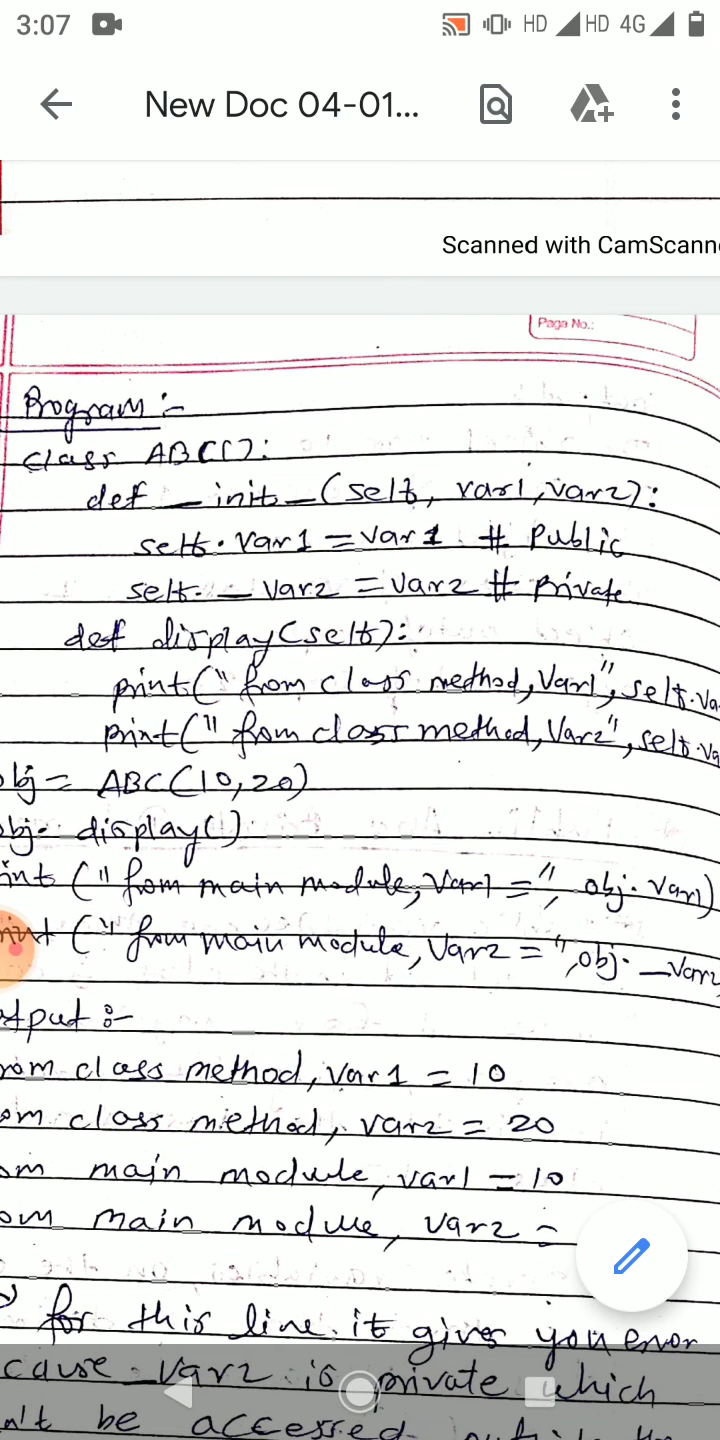 3:07 HD HD 4G
New Doc 04-01...
Scanned with CamScann
Page No.:
Program :-
class ABC():
def __init__(self, var1, var2):
self.var1 = var1 # Public
self.__var2 = var2 # Private
def display(self):
print(" from class method, Var1", self.va
print(" from class method, Var2", self.va
obj = ABC(10,20)
obj. display()
int (" from main module, Var1 =", obj. Var1)
rint (" from main module, Var2 = ", obj. __Var2
utput :-
rom class method, Var1 = 10
om class method, var2 = 20
om main module, var1 = 10
om main module, var2 =
for this line it gives you error
cause var2 is private which
n't be accessed